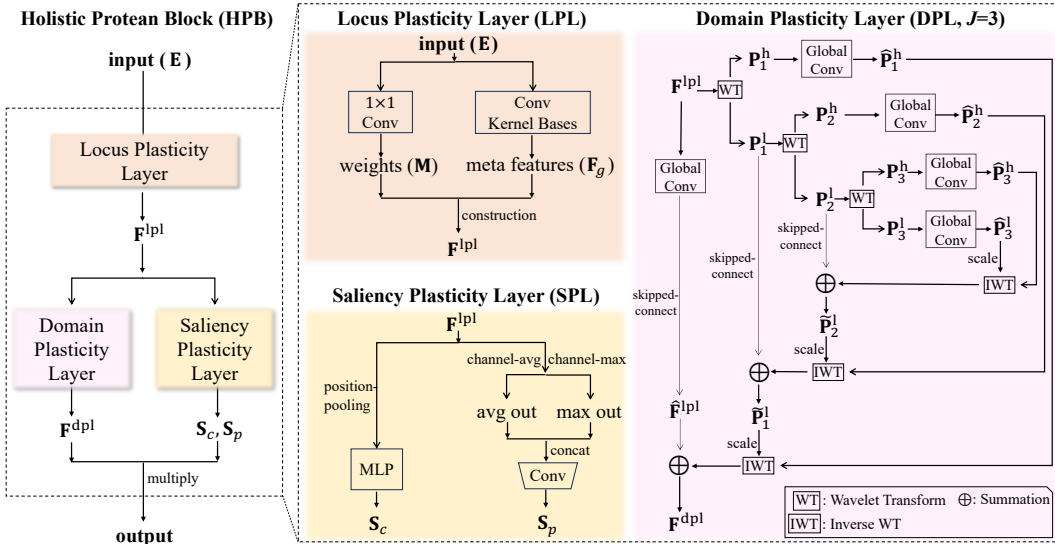 Holistic Protean Block (HPB)
input (E)
Locus Plasticity
Layer
F^lpl
Domain
Plasticity
Layer
Saliency
Plasticity
Layer
F^dpl
S_c, S_p
multiply
output
Locus Plasticity Layer (LPL)
input (E)
1×1
Conv
Conv
Kernel Bases
weights (M)
meta features (F_g)
construction
F^lpl
Saliency Plasticity Layer (SPL)
F^lpl
channel-avg
channel-max
position-
pooling
avg out
max out
concat
MLP
Conv
S_c
S_p
Domain Plasticity Layer (DPL, J=3)
F^lpl
WT
P_1^h
Global
Conv
P̂_1^h
P_1^l
WT
P_2^h
Global
Conv
P̂_2^h
Global
Conv
P_2^l
WT
P_3^h
Global
Conv
P̂_3^h
P_3^l
Global
Conv
P̂_3^l
skipped-
connect
skipped-
connect
skipped-
connect
scale
IWT
P̃_2^l
scale
IWT
F̂^lpl
P̃_1^l
scale
IWT
F^dpl
WT: Wavelet Transform
⊕: Summation
IWT: Inverse WT